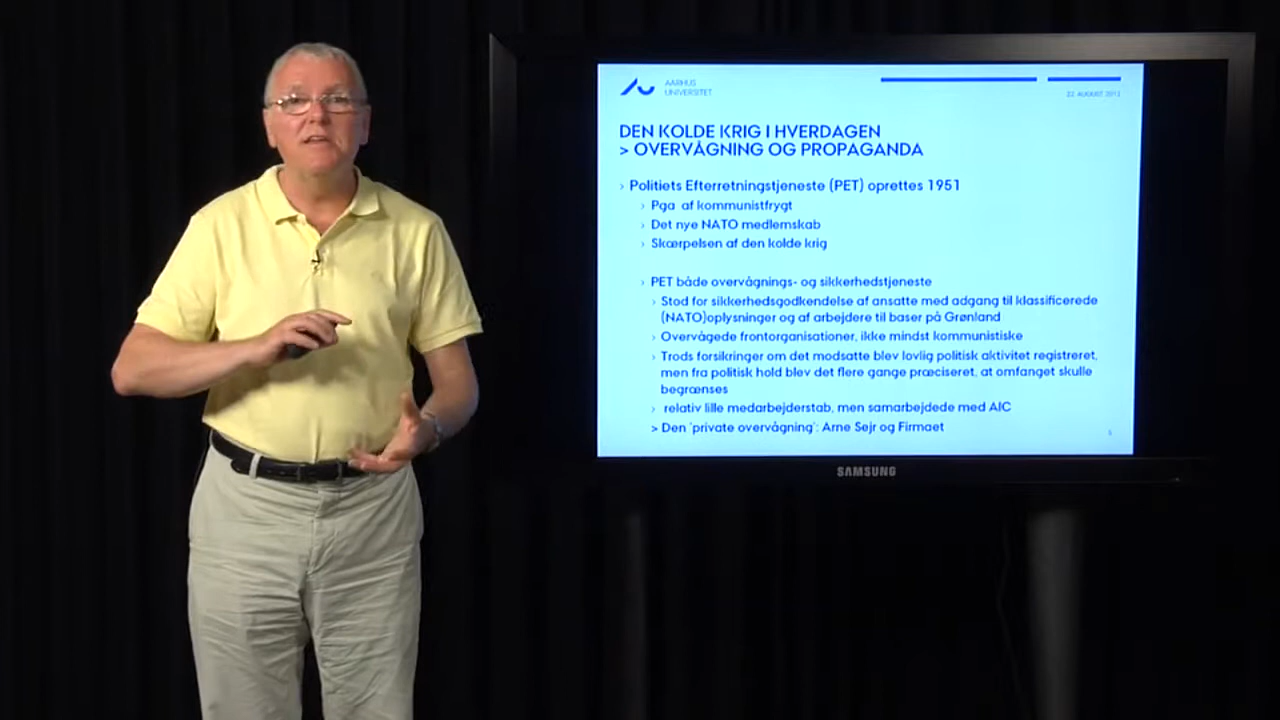 AARHUS
UNIVERSITET
22. AUGUST 2012
DEN KOLDE KRIG I HVERDAGEN
> OVERVÅGNING OG PROPAGANDA
› Politiets Efterretningstjeneste (PET) oprettes 1951
› Pga af kommunistfrygt
› Det nye NATO medlemskab
› Skærpelsen af den kolde krig
› PET både overvågnings- og sikkerhedstjeneste
› Stod for sikkerhedsgodkendelse af ansatte med adgang til klassificerede
(NATO)oplysninger og af arbejdere til baser på Grønland
› Overvågede frontorganisationer, ikke mindst kommunistiske
› Trods forsikringer om det modsatte blev lovlig politisk aktivitet registreret,
men fra politisk hold blev det flere gange præciseret, at omfanget skulle
begrænses
› relativ lille medarbejderstab, men samarbejdede med AIC
> Den 'private overvågning': Arne Sejr og Firmaet
SAMSUNG